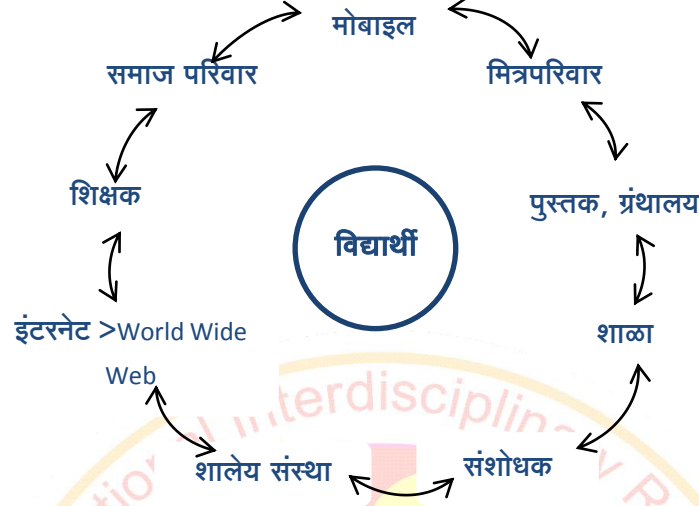 मोबाइल
समाज परिवार
मित्रपरिवार
शिक्षक
पुस्तक, ग्रंथालय
विद्यार्थी
इंटरनेट >World Wide
Web
शाळा
शालेय संस्था
संशोधक